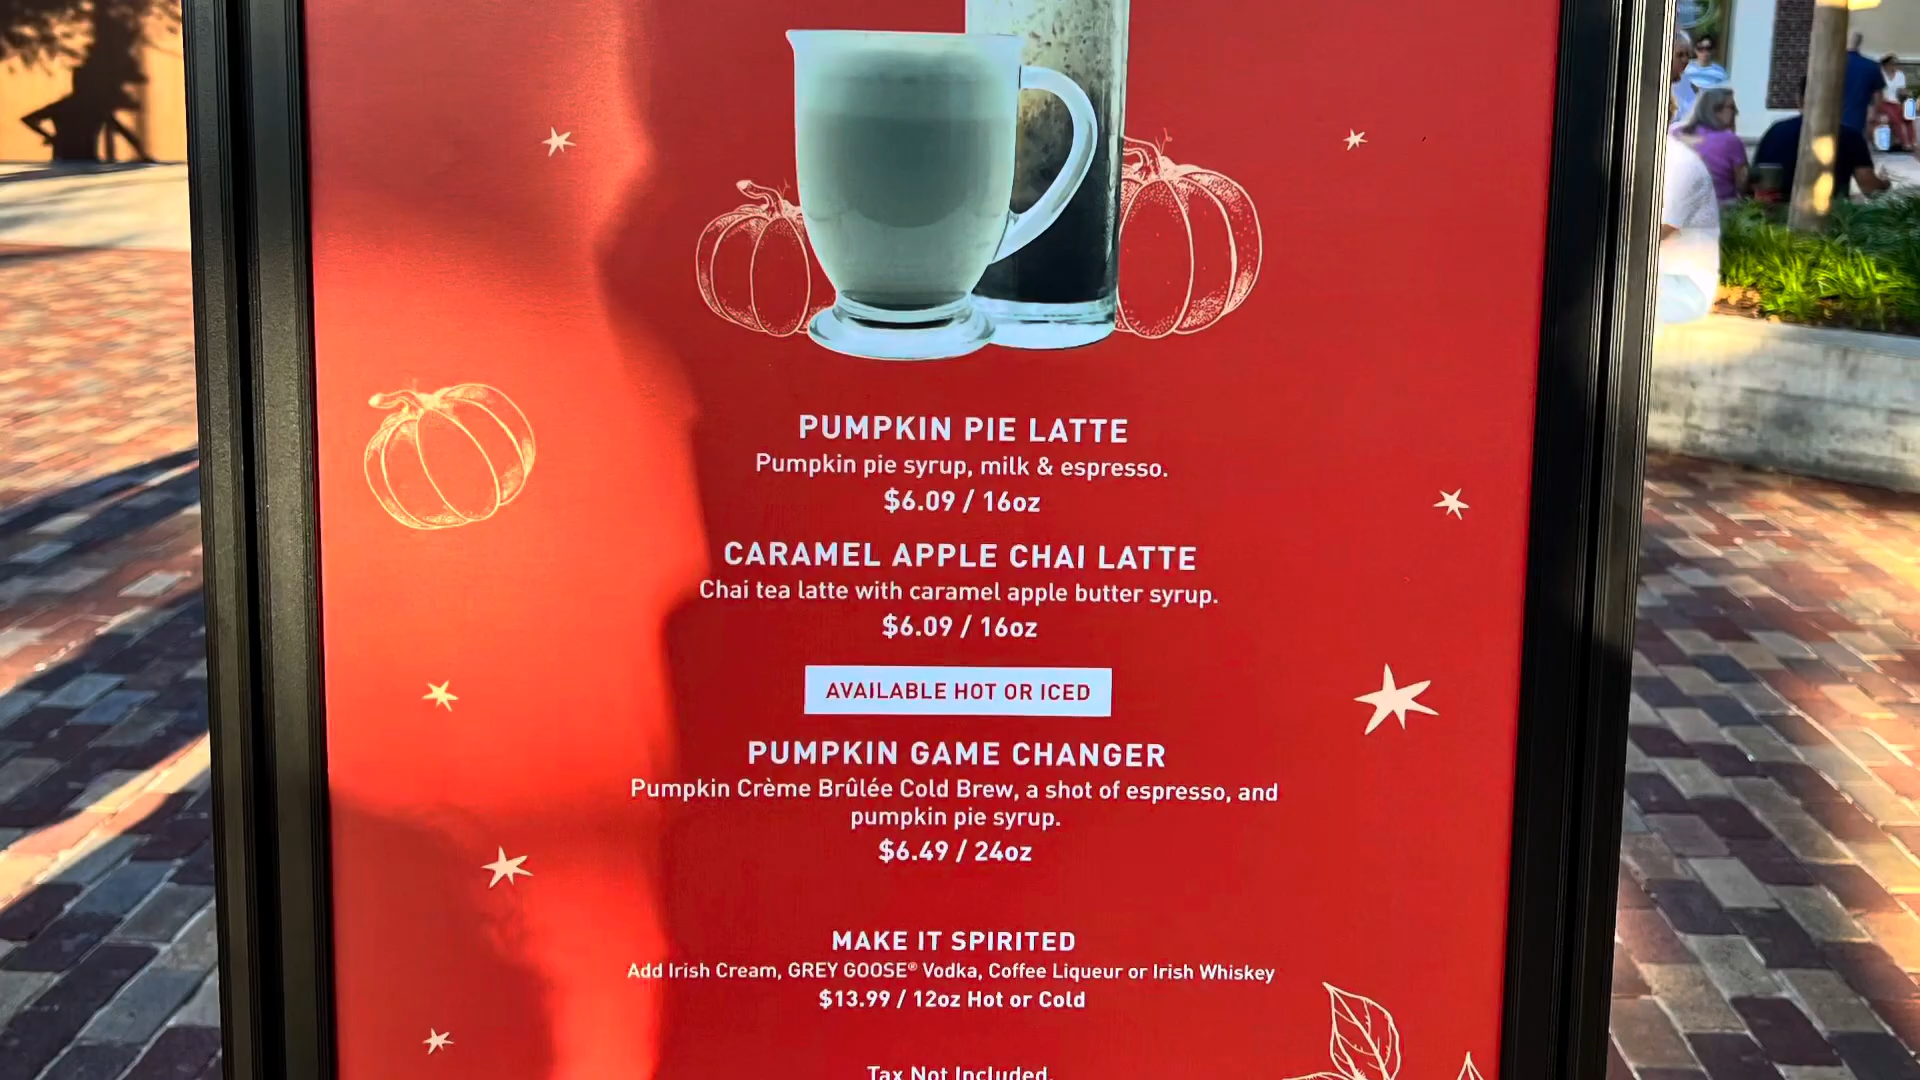 PUMPKIN PIE LATTE
Pumpkin pie syrup, milk & espresso.
$6.09 / 16oz
CARAMEL APPLE CHAI LATTE
Chai tea latte with caramel apple butter syrup.
$6.09 / 16oz
AVAILABLE HOT OR ICED
PUMPKIN GAME CHANGER
Pumpkin Crème Brûlée Cold Brew, a shot of espresso, and
pumpkin pie syrup.
$6.49 / 24oz
MAKE IT SPIRITED
Add Irish Cream, GREY GOOSE® Vodka, Coffee Liqueur or Irish Whiskey
$13.99 / 12oz Hot or Cold
Tax Not Included.